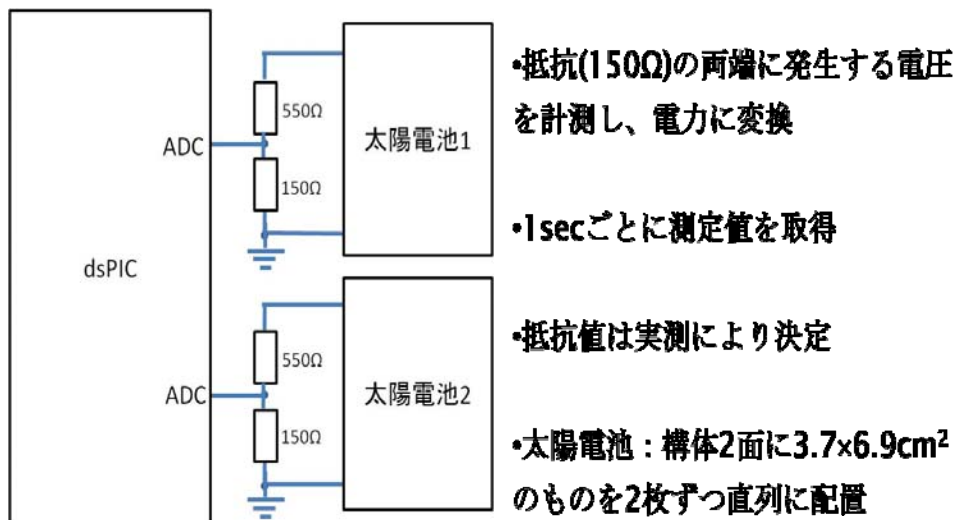 dsPIC
ADC
550Ω
150Ω
太陽電池1
ADC
550Ω
150Ω
太陽電池2
•抵抗(150Ω)の両端に発生する電圧
を計測し、電力に変換
•1secごとに測定値を取得
•抵抗値は実測により決定
•太陽電池：構体2面に3.7×6.9cm²
のものを2枚ずつ直列に配置